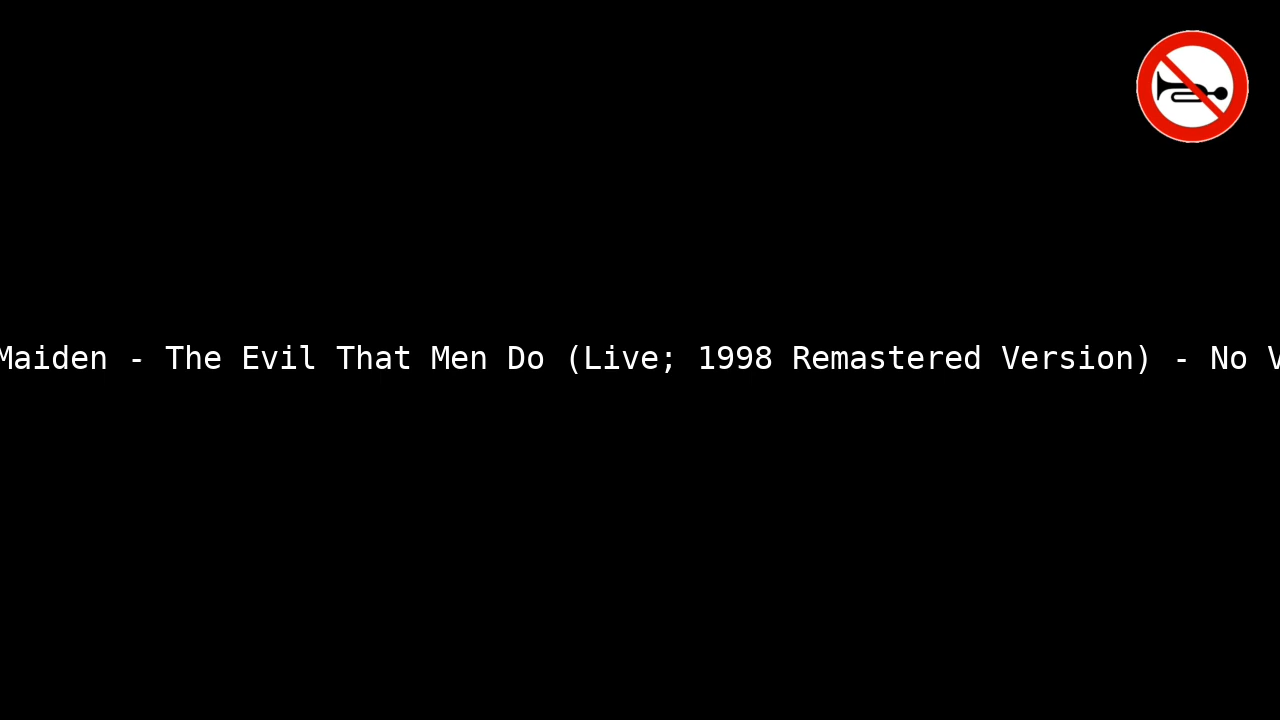 Maiden - The Evil That Men Do (Live; 1998 Remastered Version) - No V